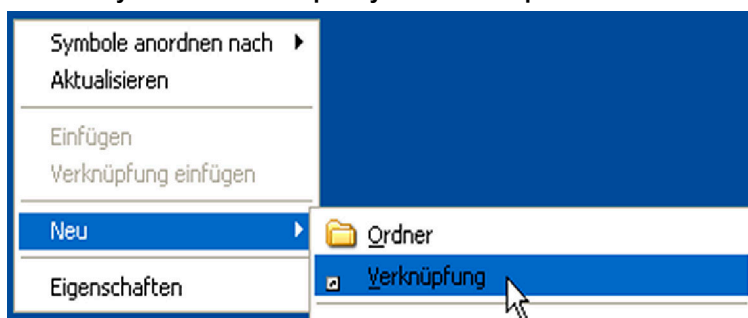 Symbole anordnen nach
Aktualisieren
Einfügen
Verknüpfung einfügen
Neu
Ordner
Verknüpfung
Eigenschaften